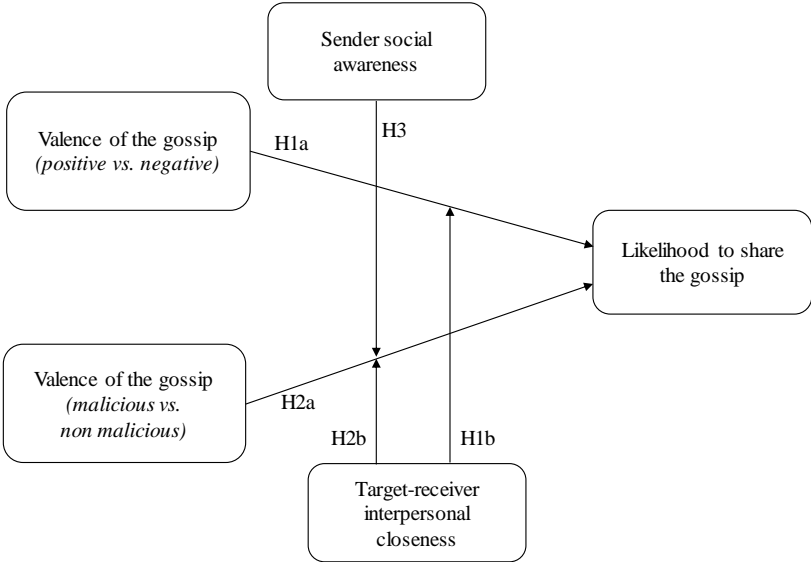 Sender social
awareness
H3
Valence of the gossip
(positive vs. negative)
H1a
Likelihood to share
the gossip
Valence of the gossip
(malicious vs.
non malicious)
H2a
H2b
H1b
Target-receiver
interpersonal
closeness